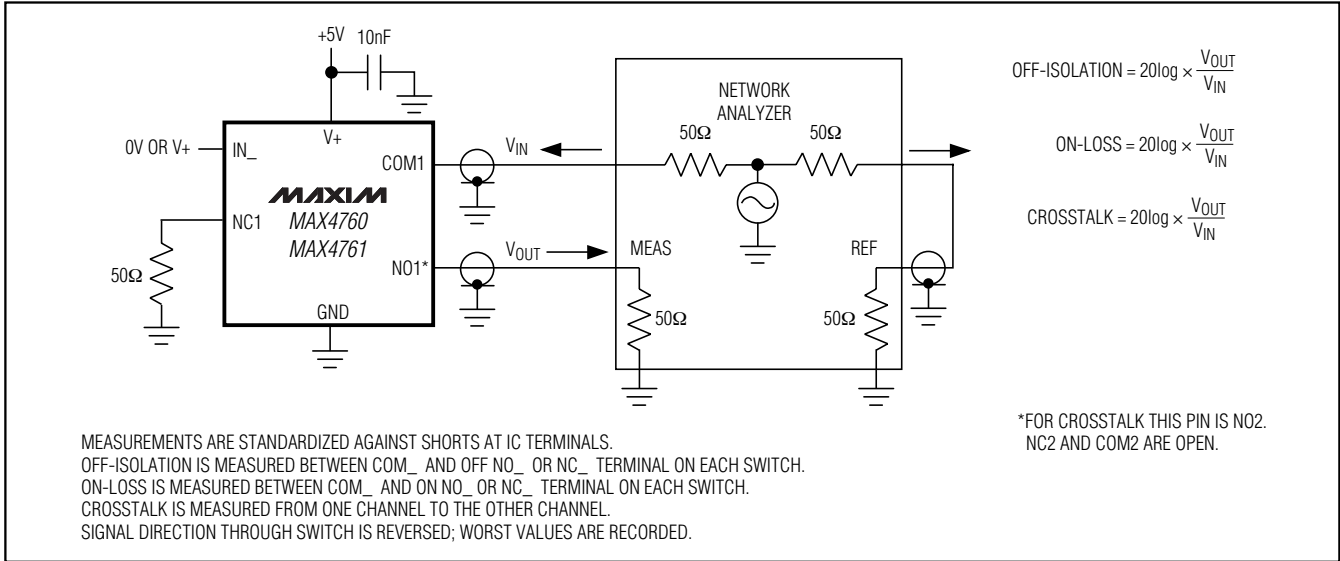 +5V
10nF
0V OR V+
IN_
V+
COM1
MAXIM
MAX4760
MAX4761
NC1
NO1*
GND
50Ω
VIN
VOUT
NETWORK
ANALYZER
50Ω
50Ω
MEAS
REF
50Ω
50Ω
OFF-ISOLATION = 20log × VOUT/VIN
ON-LOSS = 20log × VOUT/VIN
CROSSTALK = 20log × VOUT/VIN
*FOR CROSSTALK THIS PIN IS NO2.
NC2 AND COM2 ARE OPEN.
MEASUREMENTS ARE STANDARDIZED AGAINST SHORTS AT IC TERMINALS.
OFF-ISOLATION IS MEASURED BETWEEN COM_ AND OFF NO_ OR NC_ TERMINAL ON EACH SWITCH.
ON-LOSS IS MEASURED BETWEEN COM_ AND ON NO_ OR NC_ TERMINAL ON EACH SWITCH.
CROSSTALK IS MEASURED FROM ONE CHANNEL TO THE OTHER CHANNEL.
SIGNAL DIRECTION THROUGH SWITCH IS REVERSED; WORST VALUES ARE RECORDED.